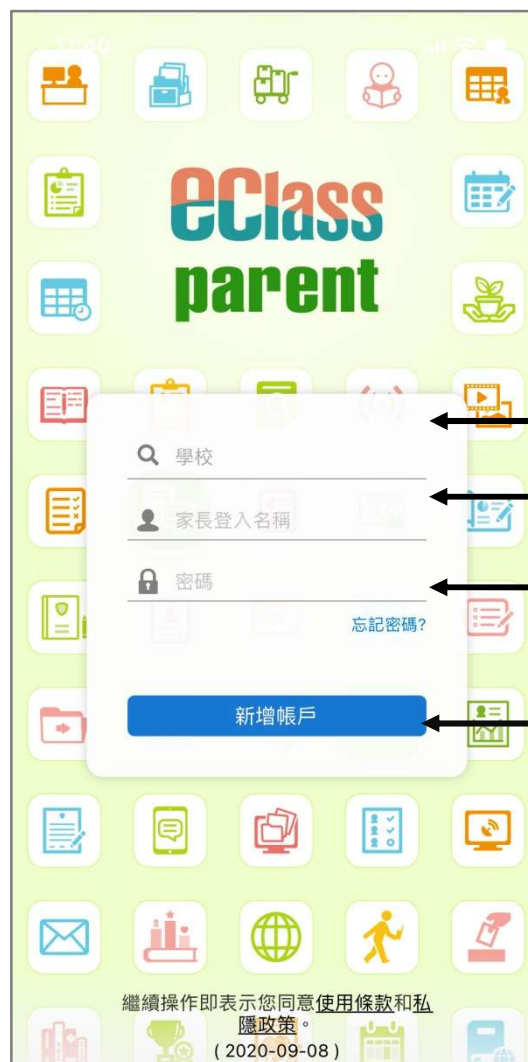 eClass
parent
學校
家長登入名稱
密碼
忘記密碼?
新增帳戶
繼續操作即表示您同意使用條款和私
隱政策。
(2020-09-08)